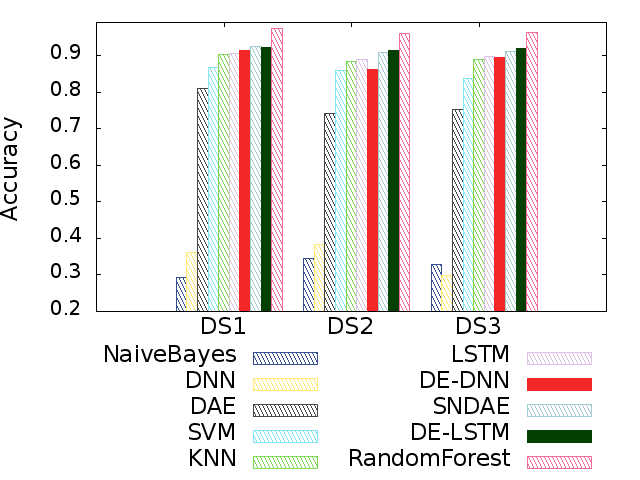 Accuracy
0.9
0.8
0.7
0.6
0.5
0.4
0.3
0.2
DS1 DS2 DS3
NaiveBayes LSTM
DNN DE-DNN
DAE SNDAE
SVM DE-LSTM
KNN RandomForest